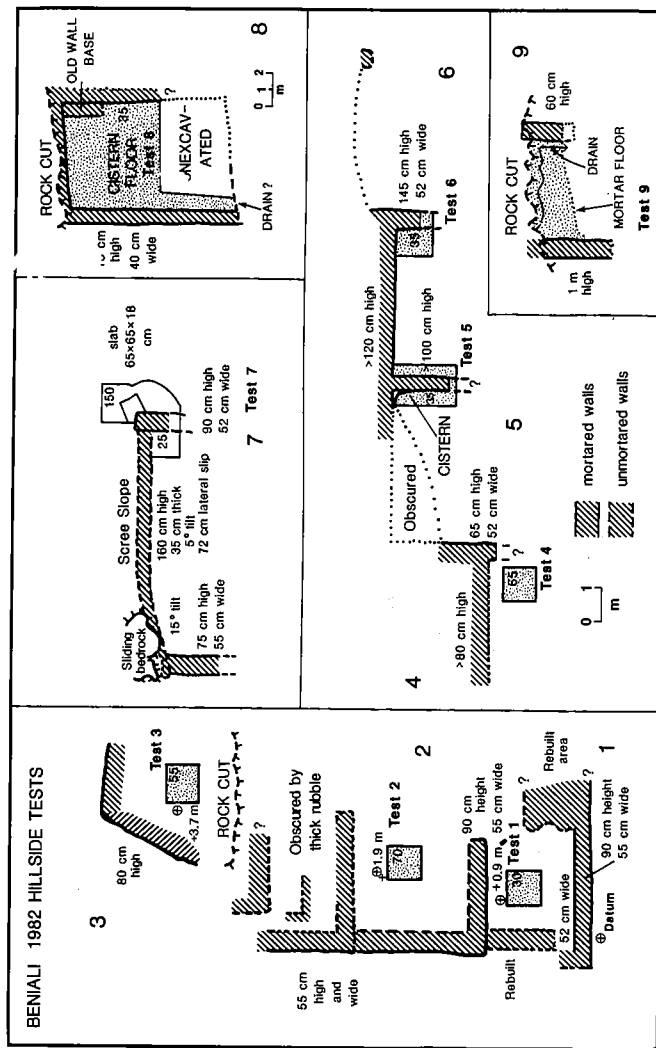 BENIALI 1982 HILLSIDE TESTS
3
80 cm
high
Test 3
55
+3.7 m
ROCK CUT
?
Obscured by
thick rubble
55 cm
high
and
wide
2
+1.9 m
70
Test 2
90 cm
height
55 cm wide
+0.9 m
Test 1
30
Rebuilt
52 cm wide
Datum
?
Rebuilt
area
?
90 cm height
55 cm wide
1
Sliding
bedrock
15° tilt
75 cm high
55 cm wide
Scree Slope
160 cm high
35 cm thick
5° tilt
72 cm lateral slip
150
25
slab
65×65×18
cm
90 cm high
52 cm wide
Test 7
7
cm
high
40 cm
wide
ROCK CUT
OLD WALL
BASE
CISTERN
FLOOR
Test 8
35
?
NEXCAV–
ATED
DRAIN ?
8
0 1 2
m
4
>80 cm high
65 cm high
52 cm wide
?
65
Test 4
Obscured
>120 cm high
CISTERN
35
>100 cm high
Test 5
?
5
35
145 cm high
52 cm wide
Test 6
6
0 1
m
mortared walls
unmortared walls
9
ROCK CUT
60 cm
high
DRAIN
MORTAR FLOOR
1 m
high
Test 9